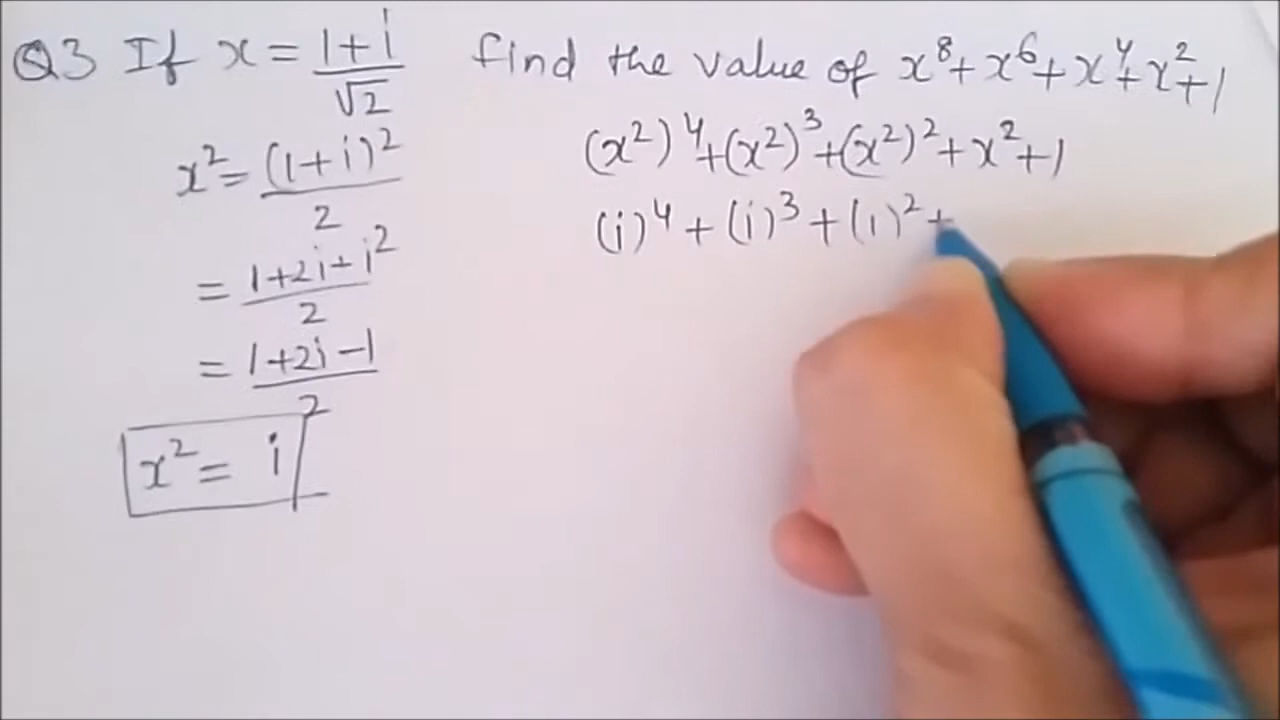 Q3 If x = 1+i/√2 find the value of x⁸+x⁶+x⁴+x²+1
x² = (1+i)²/2
(x²)⁴+(x²)³+(x²)²+x²+1
(i)⁴+(i)³+(i)²+
= 1+2i+i²/2
= 1+2i-1/2
x² = i